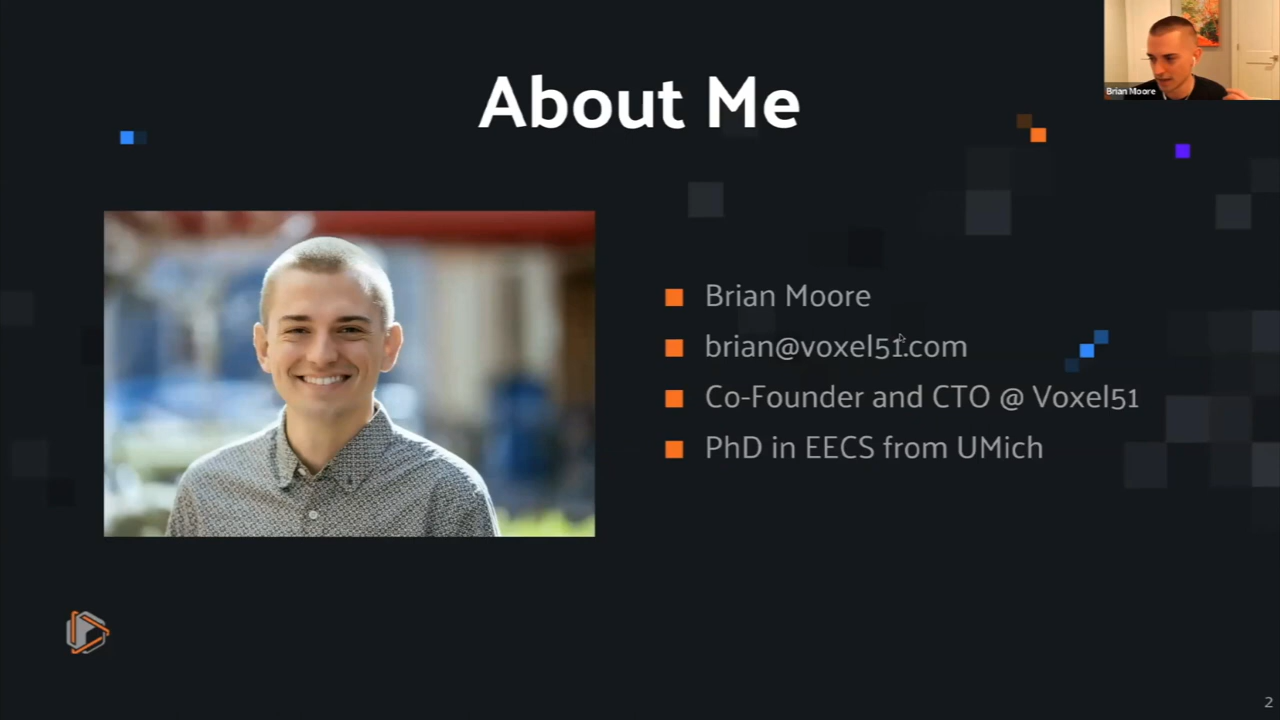 About Me
Brian Moore
Brian Moore
brian@voxel51.com
Co-Founder and CTO @ Voxel51
PhD in EECS from UMich
2